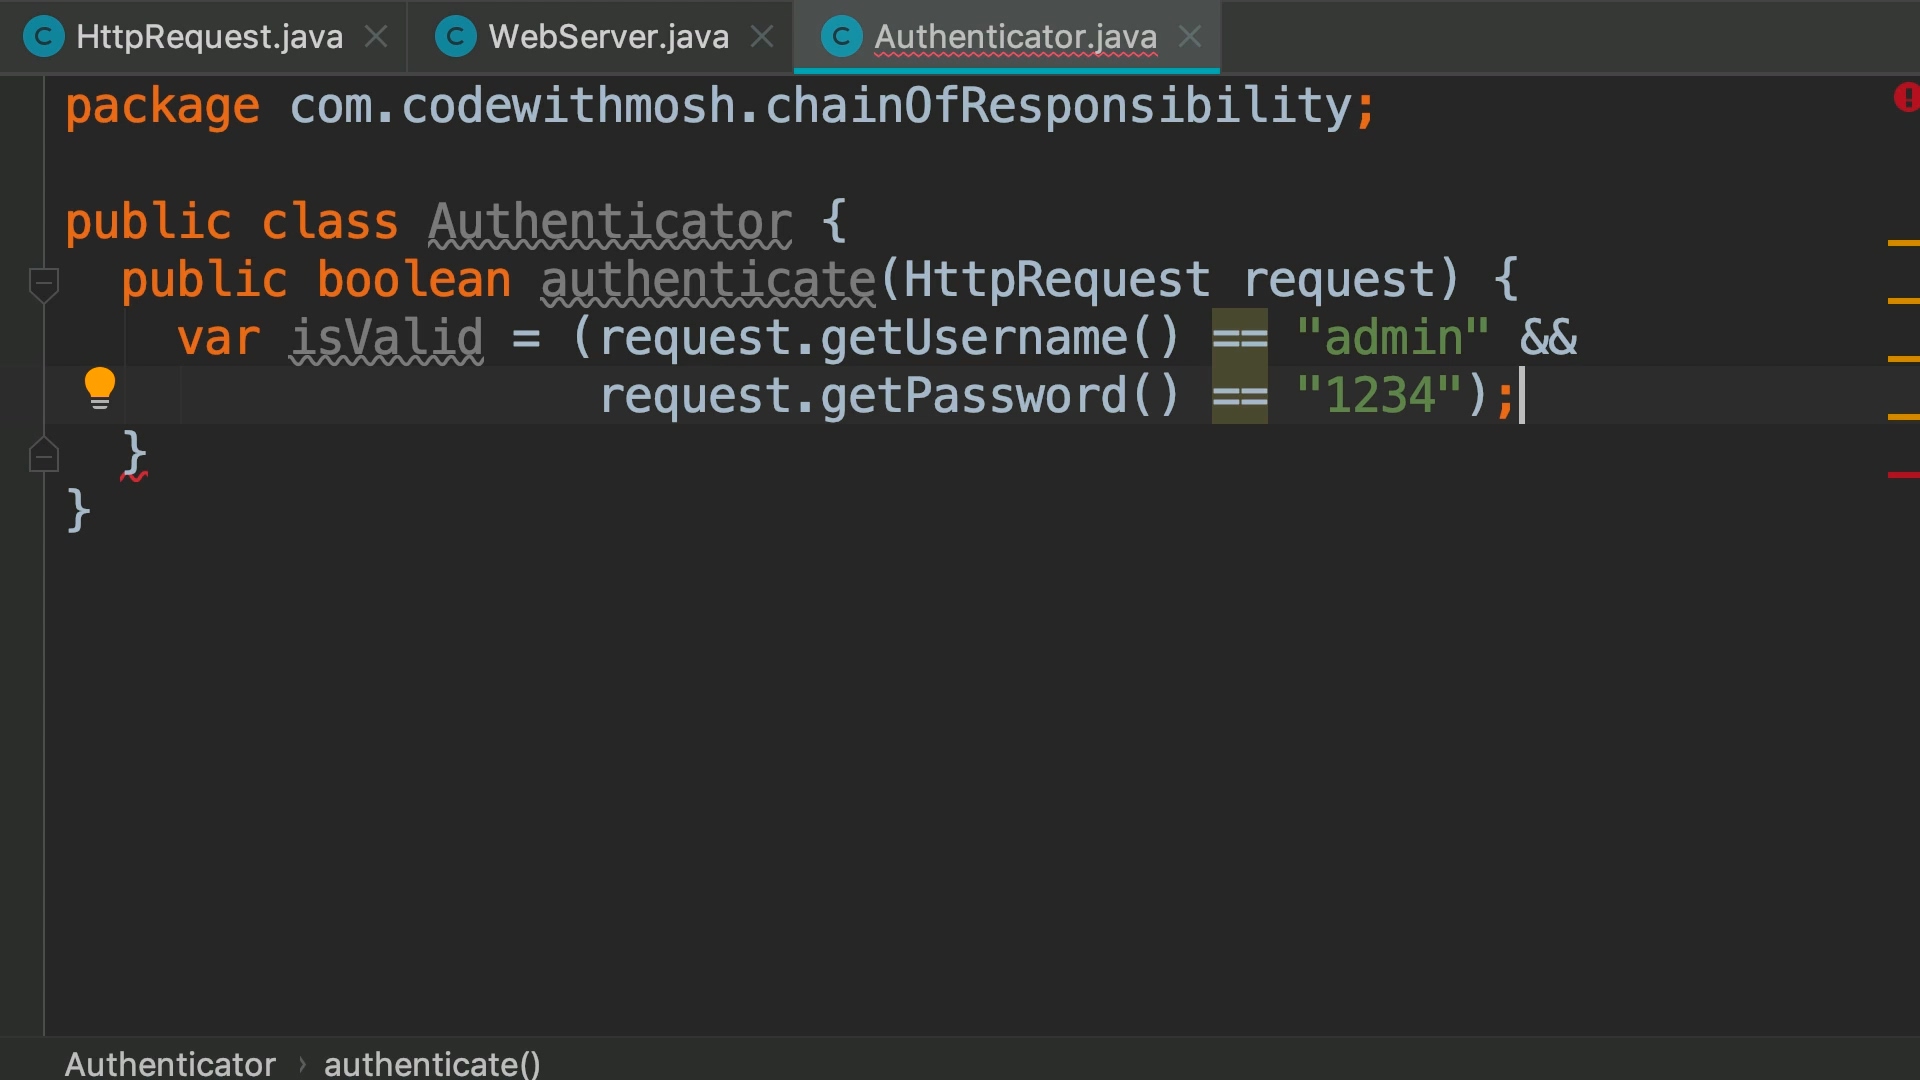 HttpRequest.java
WebServer.java
Authenticator.java
package com.codewithmosh.chainOfResponsibility;
public class Authenticator {
public boolean authenticate(HttpRequest request) {
var isValid = (request.getUsername() == "admin" &&
request.getPassword() == "1234");
}
}
Authenticator › authenticate()